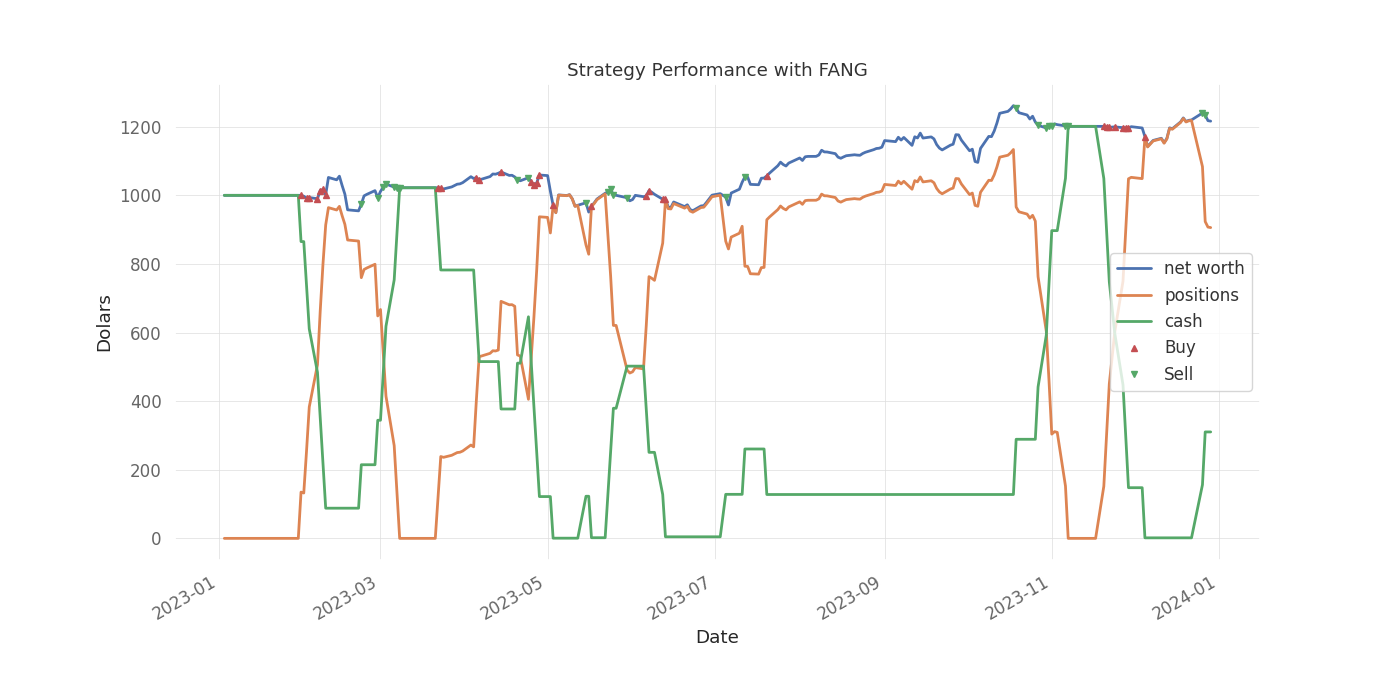 Strategy Performance with FANG
Dolars
1200
1000
800
600
400
200
0
net worth
positions
cash
Buy
Sell
2023-01
2023-03
2023-05
2023-07
2023-09
2023-11
2024-01
Date